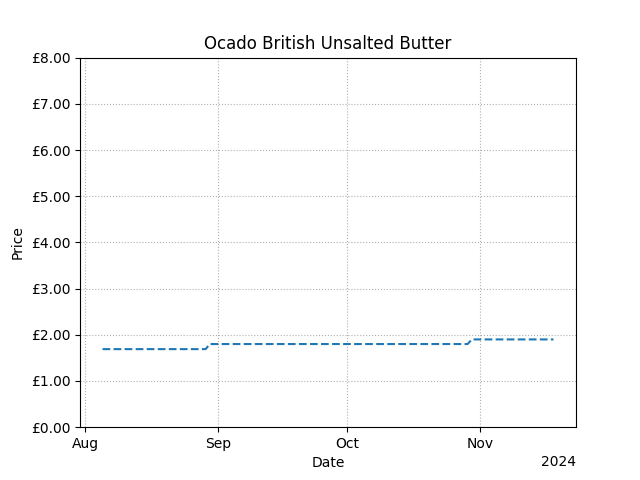 Ocado British Unsalted Butter
£8.00
£7.00
£6.00
£5.00
£4.00
£3.00
£2.00
£1.00
£0.00
Price
Aug Sep Oct Nov
Date
2024